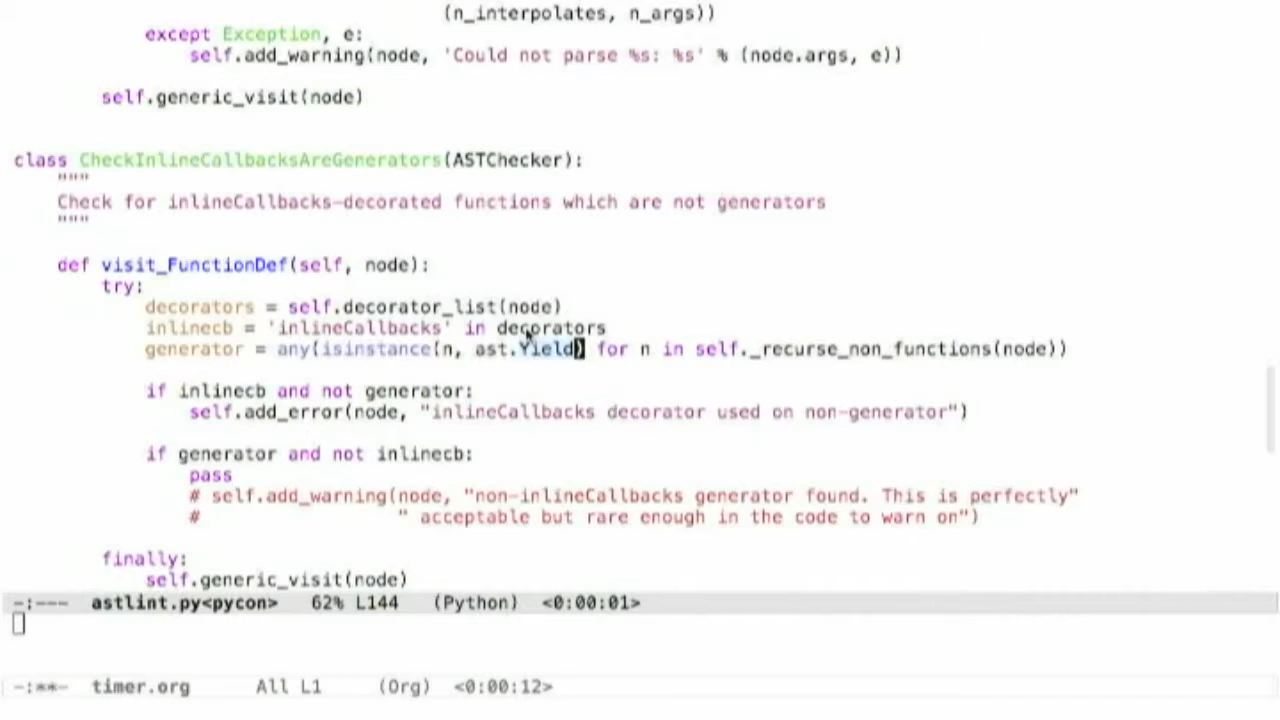 (n_interpolates, n_args))
except Exception, e:
self.add_warning(node, 'Could not parse %s: %s' % (node.args, e))
self.generic_visit(node)
class CheckInlineCallbacksAreGenerators(ASTChecker):
"""
Check for inlineCallbacks-decorated functions which are not generators
"""
def visit_FunctionDef(self, node):
try:
decorators = self.decorator_list(node)
inlinecb = 'inlineCallbacks' in decorators
generator = any(isinstance(n, ast.Yield) for n in self._recurse_non_functions(node))
if inlinecb and not generator:
self.add_error(node, "inlineCallbacks decorator used on non-generator")
if generator and not inlinecb:
pass
# self.add_warning(node, "non-inlineCallbacks generator found. This is perfectly"
# " acceptable but rare enough in the code to warn on")
finally:
self.generic_visit(node)
-:--- astlint.py<pycon> 62% L144 (Python) <0:00:01>
-:**- timer.org All L1 (Org) <0:00:12>